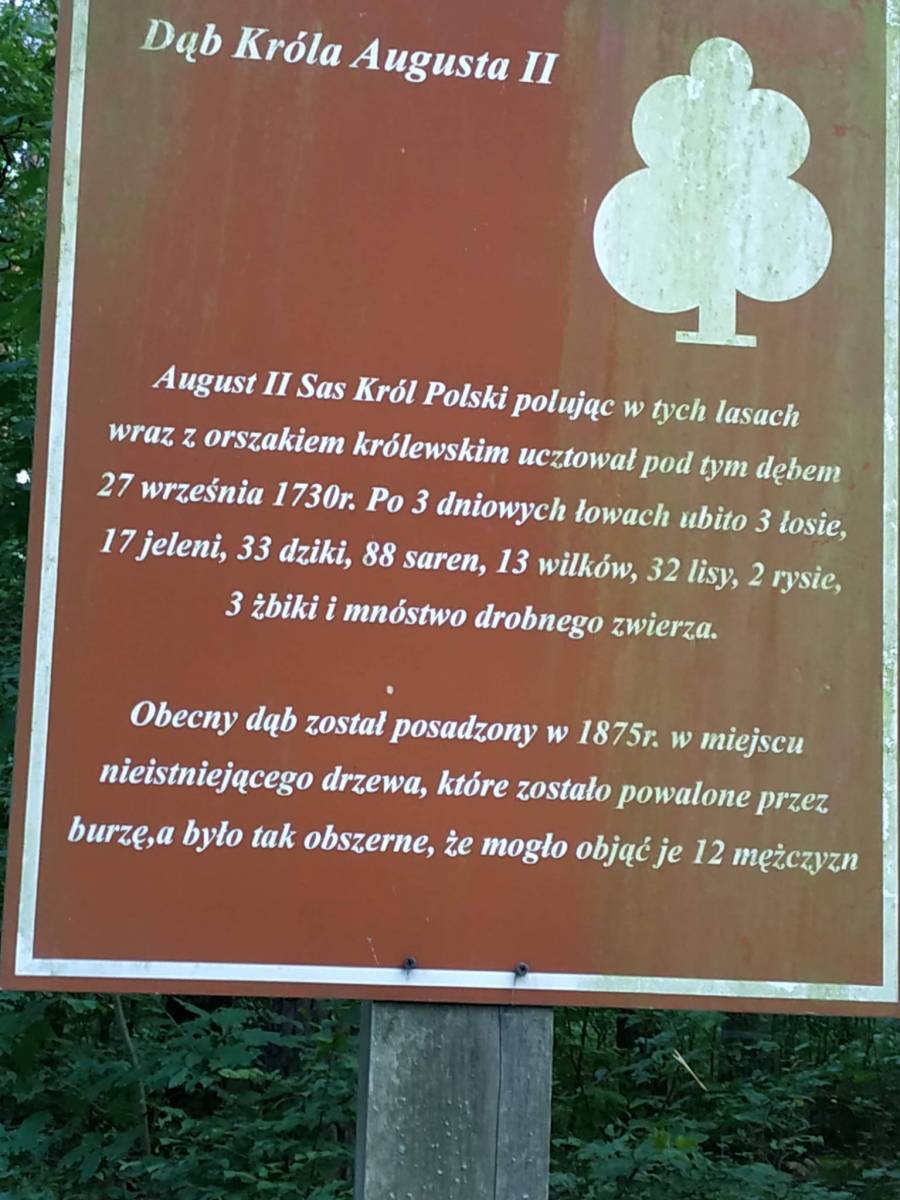 Dąb Króla Augusta II
August II Sas Król Polski polując w tych lasach
wraz z orszakiem królewskim ucztował pod tym dębem
27 września 1730r. Po 3 dniowych łowach ubito 3 łosie,
17 jeleni, 33 dziki, 88 saren, 13 wilków, 32 lisy, 2 rysie,
3 żbiki i mnóstwo drobnego zwierza.
Obecny dąb został posadzony w 1875r. w miejscu
nieistniejącego drzewa, które zostało powalone przez
burzę,a było tak obszerne, że mogło objąć je 12 mężczyzn